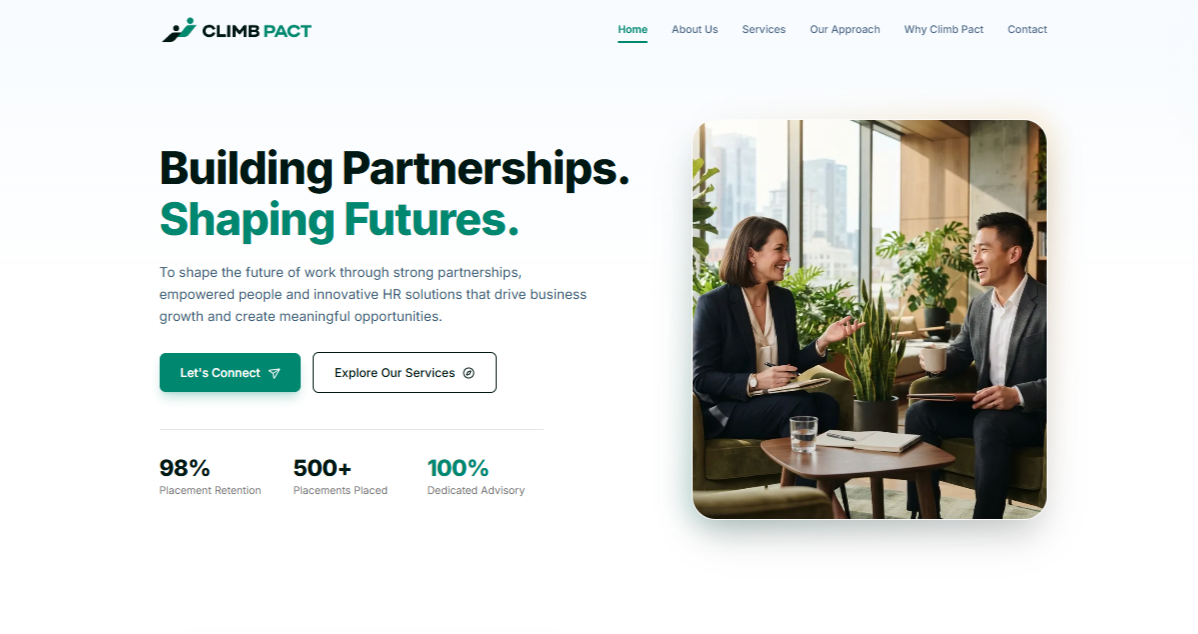 CLIMB PACT
Home
About Us
Services
Our Approach
Why Climb Pact
Contact
Building Partnerships.
Shaping Futures.
To shape the future of work through strong partnerships,
empowered people and innovative HR solutions that drive business
growth and create meaningful opportunities.
Let's Connect
Explore Our Services
98%
500+
100%
Placement Retention
Placements Placed
Dedicated Advisory